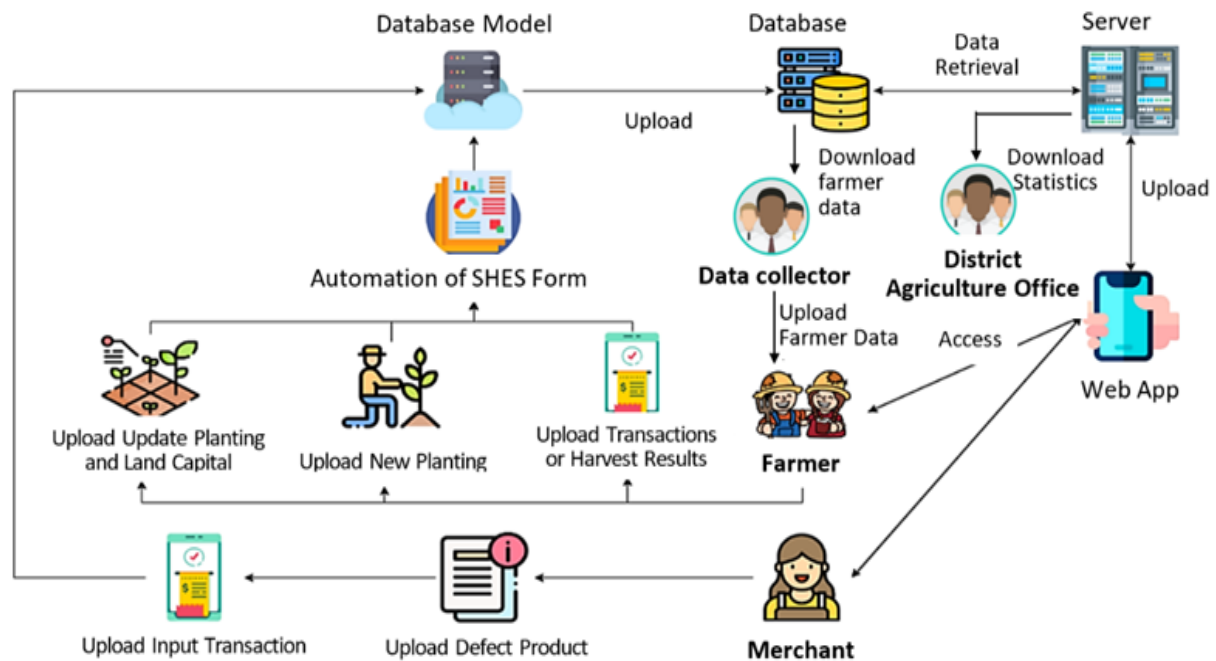 Database Model
Database
Server
Data
Retrieval
Upload
Download
farmer
data
Download
Statistics
Upload
Automation of SHES Form
Data collector
District
Agriculture Office
Upload
Farmer Data
Access
Web App
Upload Update Planting
and Land Capital
Upload New Planting
Upload Transactions
or Harvest Results
Farmer
Upload Input Transaction
Upload Defect Product
Merchant